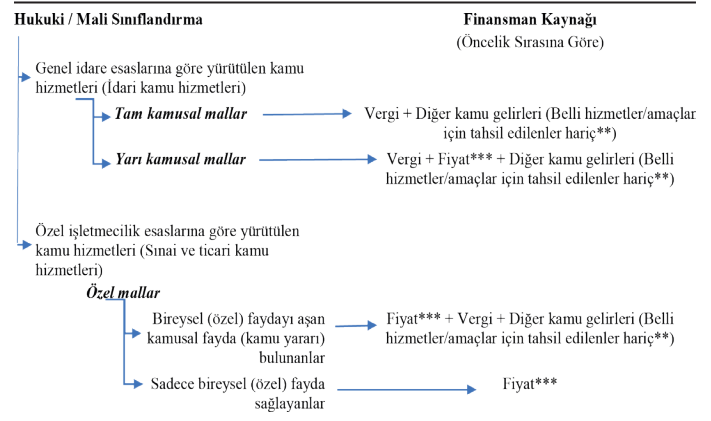 Hukuki / Mali Sınıflandırma
Finansman Kaynağı
(Öncelik Sırasına Göre)
Genel idare esaslarına göre yürütülen kamu
hizmetleri (İdari kamu hizmetleri)
Tam kamusal mallar
Vergi + Diğer kamu gelirleri (Belli hizmetler/amaçlar
için tahsil edilenler hariç**)
Yarı kamusal mallar
Vergi + Fiyat*** + Diğer kamu gelirleri (Belli
hizmetler/amaçlar için tahsil edilenler hariç**)
Özel işletmecilik esaslarına göre yürütülen
kamu hizmetleri (Sınai ve ticari kamu
hizmetleri)
Özel mallar
Bireysel (özel) faydayı aşan
kamusal fayda (kamu yararı)
bulunanlar
Fiyat*** + Vergi + Diğer kamu gelirleri (Belli
hizmetler/amaçlar için tahsil edilenler hariç**)
Sadece bireysel (özel) fayda
sağlayanlar
Fiyat***